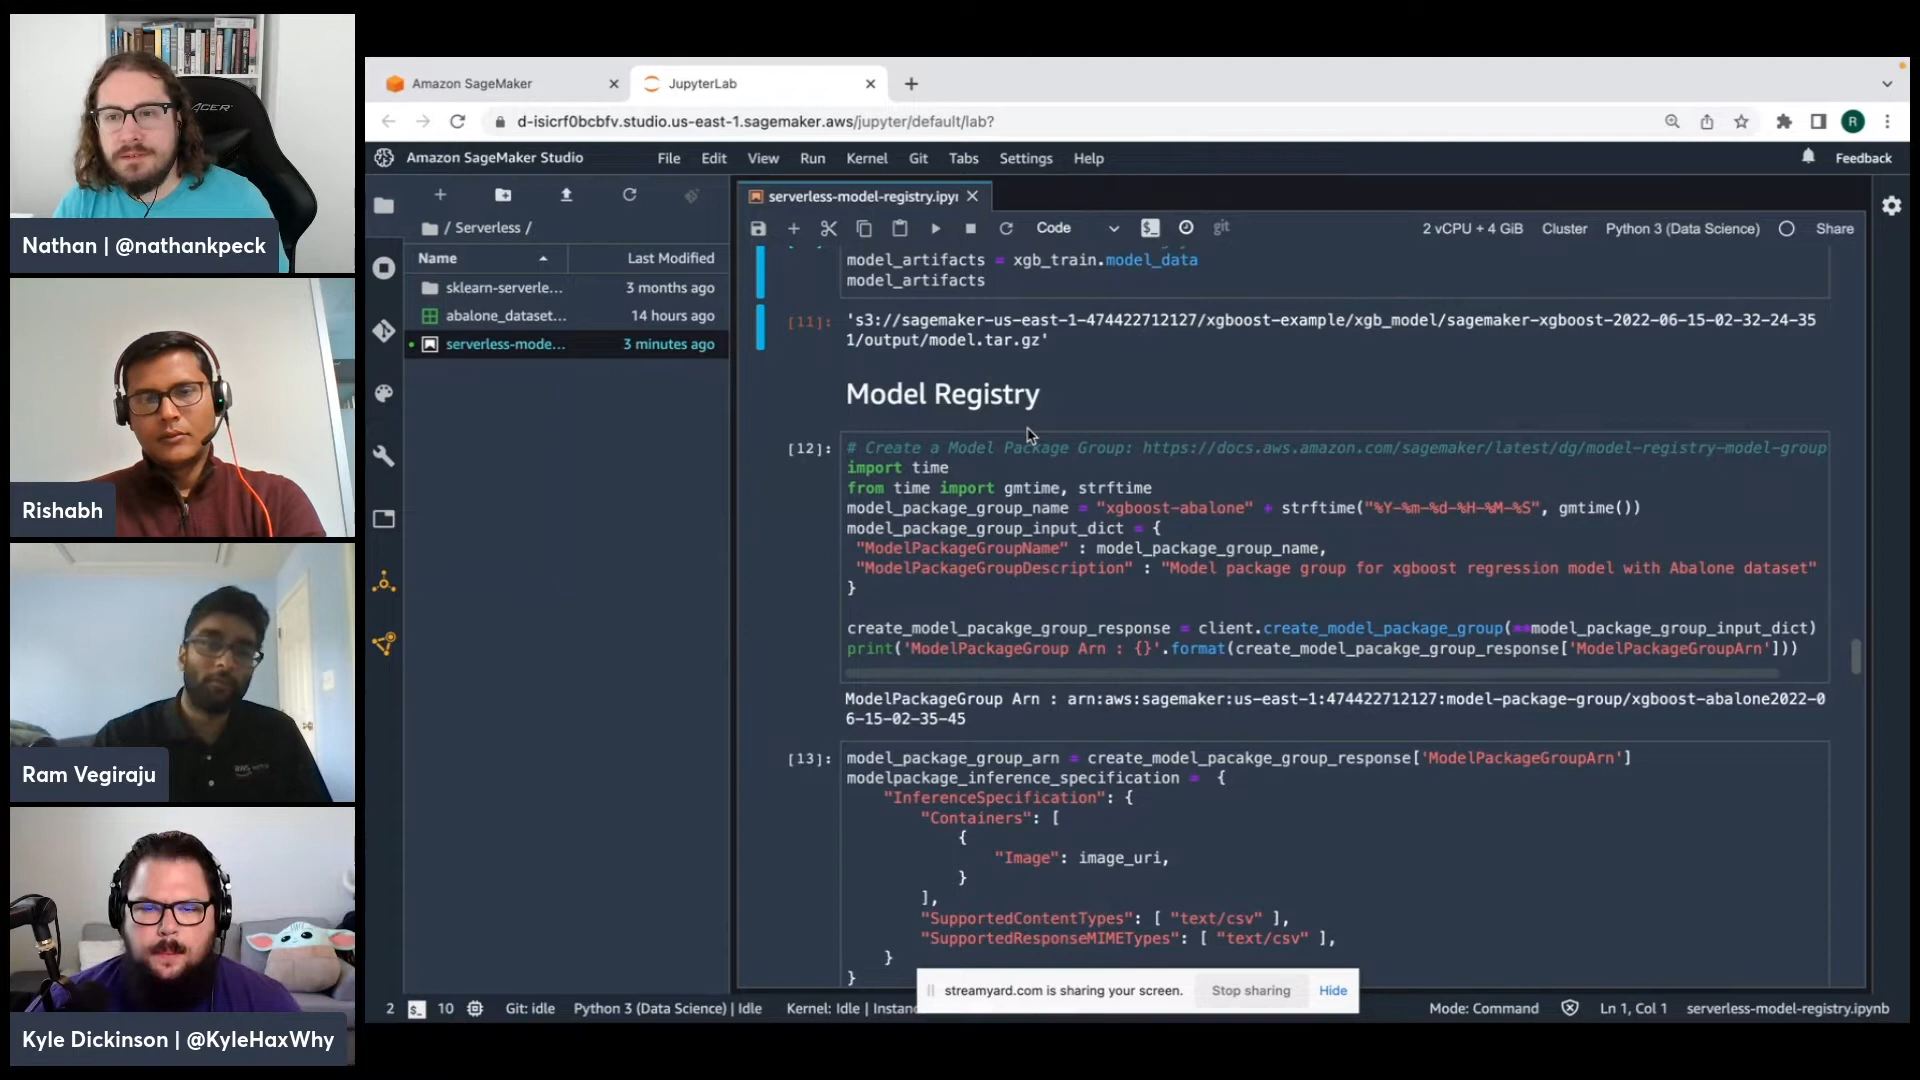 ACER
Nathan | @nathankpeck
Rishabh
aws
Ram Vegiraju
Kyle Dickinson | @KyleHaxWhy
Amazon SageMaker
JupyterLab
d-isicrf0bcbfv.studio.us-east-1.sagemaker.aws/jupyter/default/lab?
R
Amazon SageMaker Studio File Edit View Run Kernel Git Tabs Settings Help Feedback
/ Serverless /
Name Last Modified
sklearn-serverle... 3 months ago
abalone_dataset... 14 hours ago
serverless-mode... 3 minutes ago
serverless-model-registry.ipyr
Code git 2 vCPU + 4 GiB Cluster Python 3 (Data Science) Share
model_artifacts = xgb_train.model_data
model_artifacts
[11]: 's3://sagemaker-us-east-1-474422712127/xgboost-example/xgb_model/sagemaker-xgboost-2022-06-15-02-32-24-35
1/output/model.tar.gz'
Model Registry
[12]: # Create a Model Package Group: https://docs.aws.amazon.com/sagemaker/latest/dg/model-registry-model-group
import time
from time import gmtime, strftime
model_package_group_name = "xgboost-abalone" + strftime("%Y-%m-%d-%H-%M-%S", gmtime())
model_package_group_input_dict = {
"ModelPackageGroupName" : model_package_group_name,
"ModelPackageGroupDescription" : "Model package group for xgboost regression model with Abalone dataset"
}
create_model_pacakge_group_response = client.create_model_package_group(**model_package_group_input_dict)
print('ModelPackageGroup Arn : {}'.format(create_model_pacakge_group_response['ModelPackageGroupArn']))
ModelPackageGroup Arn : arn:aws:sagemaker:us-east-1:474422712127:model-package-group/xgboost-abalone2022-0
6-15-02-35-45
[13]: model_package_group_arn = create_model_pacakge_group_response['ModelPackageGroupArn']
modelpackage_inference_specification = {
"InferenceSpecification": {
"Containers": [
{
"Image": image_uri,
}
],
"SupportedContentTypes": [ "text/csv" ],
"SupportedResponseMIMETypes": [ "text/csv" ],
}
}
streamyard.com is sharing your screen. Stop sharing Hide
2 $_ 10 Git: idle Python 3 (Data Science) | Idle Kernel: Idle | Instanc Mode: Command Ln 1, Col 1 serverless-model-registry.ipynb